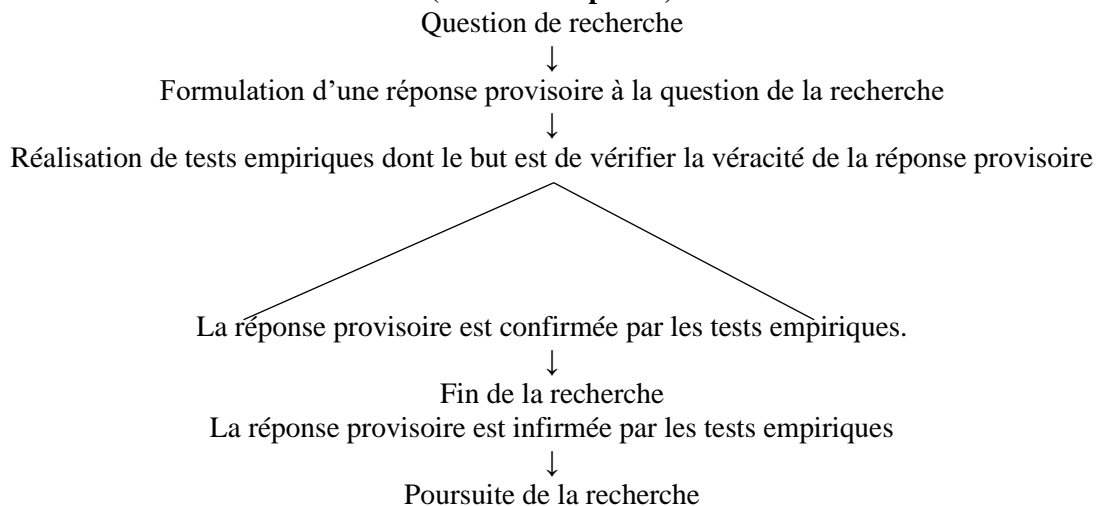 Question de recherche
↓
Formulation d’une réponse provisoire à la question de la recherche
↓
Réalisation de tests empiriques dont le but est de vérifier la véracité de la réponse provisoire
La réponse provisoire est confirmée par les tests empiriques.
↓
Fin de la recherche
La réponse provisoire est infirmée par les tests empiriques
↓
Poursuite de la recherche